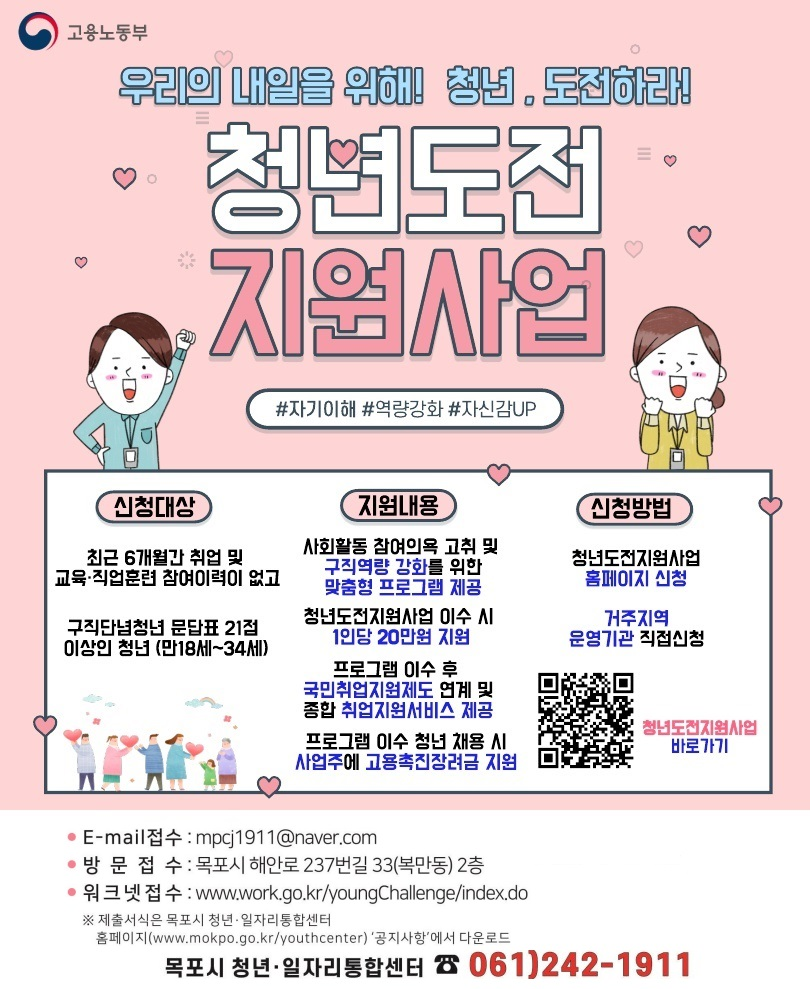 고용노동부
우리의 내일을 위해! 청년, 도전하라!
청년도전
지원사업
#자기이해 #역량강화 #자신감UP
신청대상
최근 6개월간 취업 및
교육·직업훈련 참여이력이 없고
구직단념청년 문답표 21점
이상인 청년 (만18세~34세)
지원내용
사회활동 참여의욕 고취 및
구직역량 강화를 위한
맞춤형 프로그램 제공
청년도전지원사업 이수 시
1인당 20만원 지원
프로그램 이수 후
국민취업지원제도 연계 및
종합 취업지원서비스 제공
프로그램 이수 청년 채용 시
사업주에 고용촉진장려금 지원
신청방법
청년도전지원사업
홈페이지 신청
거주지역
운영기관 직접신청
청년도전지원사업
바로가기
• E-mail접수 : mpcj1911@naver.com
• 방 문 접 수 : 목포시 해안로 237번길 33(복만동) 2층
• 워크넷접수 : www.work.go.kr/youngChallenge/index.do
※ 제출서식은 목포시 청년·일자리통합센터
홈페이지(www.mokpo.go.kr/youthcenter) ‘공지사항’에서 다운로드
목포시 청년·일자리통합센터 ☎ 061)242-1911